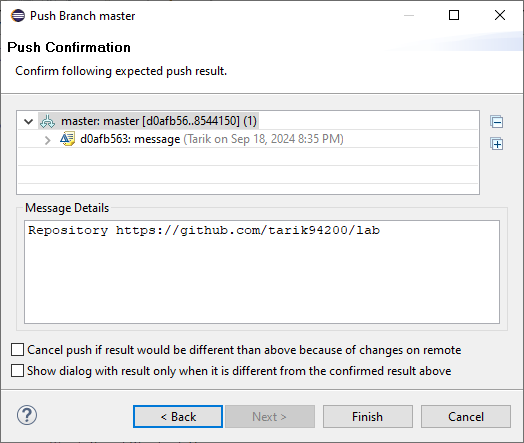 Push Branch master
Push Confirmation
Confirm following expected push result.
master: master [d0afb56..8544150] (1)
d0afb563: message (Tarik on Sep 18, 2024 8:35 PM)
Message Details
Repository https://github.com/tarik94200/lab
Cancel push if result would be different than above because of changes on remote
Show dialog with result only when it is different from the confirmed result above
? < Back Next > Finish Cancel